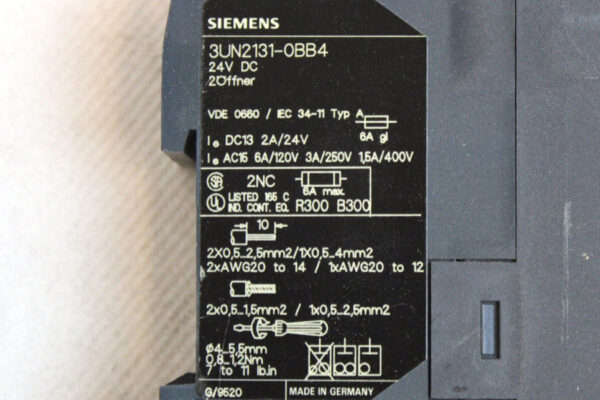 SIEMENS
3UN2131-0BB4
24V DC
2Öffner
VDE 0660 / IEC 34-11 Typ A
6A gl
Ie DC13 2A/24V
Ie AC15 6A/120V 3A/250V 1,5A/400V
2NC 6A max.
LISTED 165 C
IND. CONT. EQ. R300 B300
10
2X0,5...2,5mm2/1X0,5...4mm2
2xAWG20 to 14 / 1xAWG20 to 12
2x0,5...1,5mm2 / 1x0,5...2,5mm2
Ø4...5,5mm
0,8...1,2Nm
7 to 11 lb.in
G/9520 MADE IN GERMANY